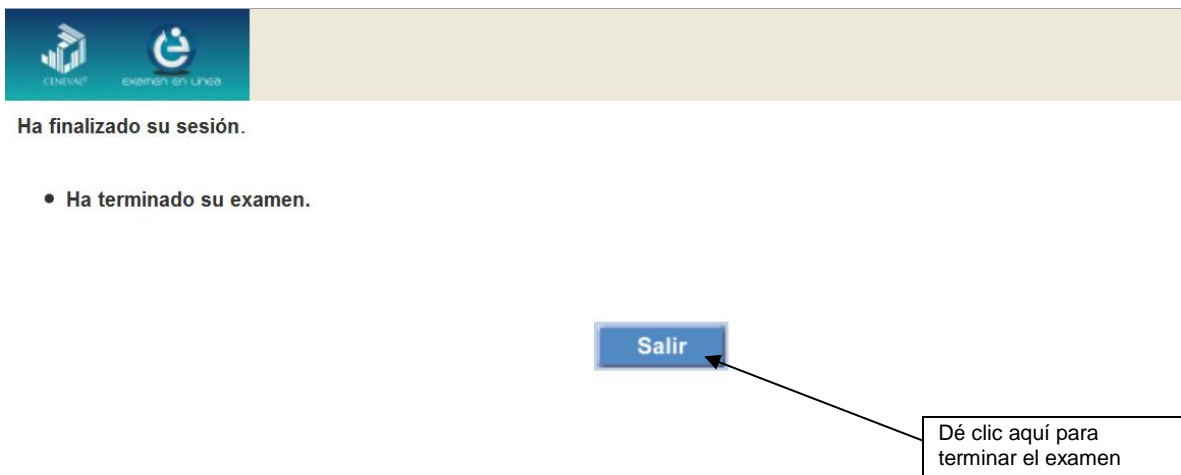 CENEVAL®
examen en Línea
Ha finalizado su sesión.
• Ha terminado su examen.
Salir
Dé clic aquí para
terminar el examen